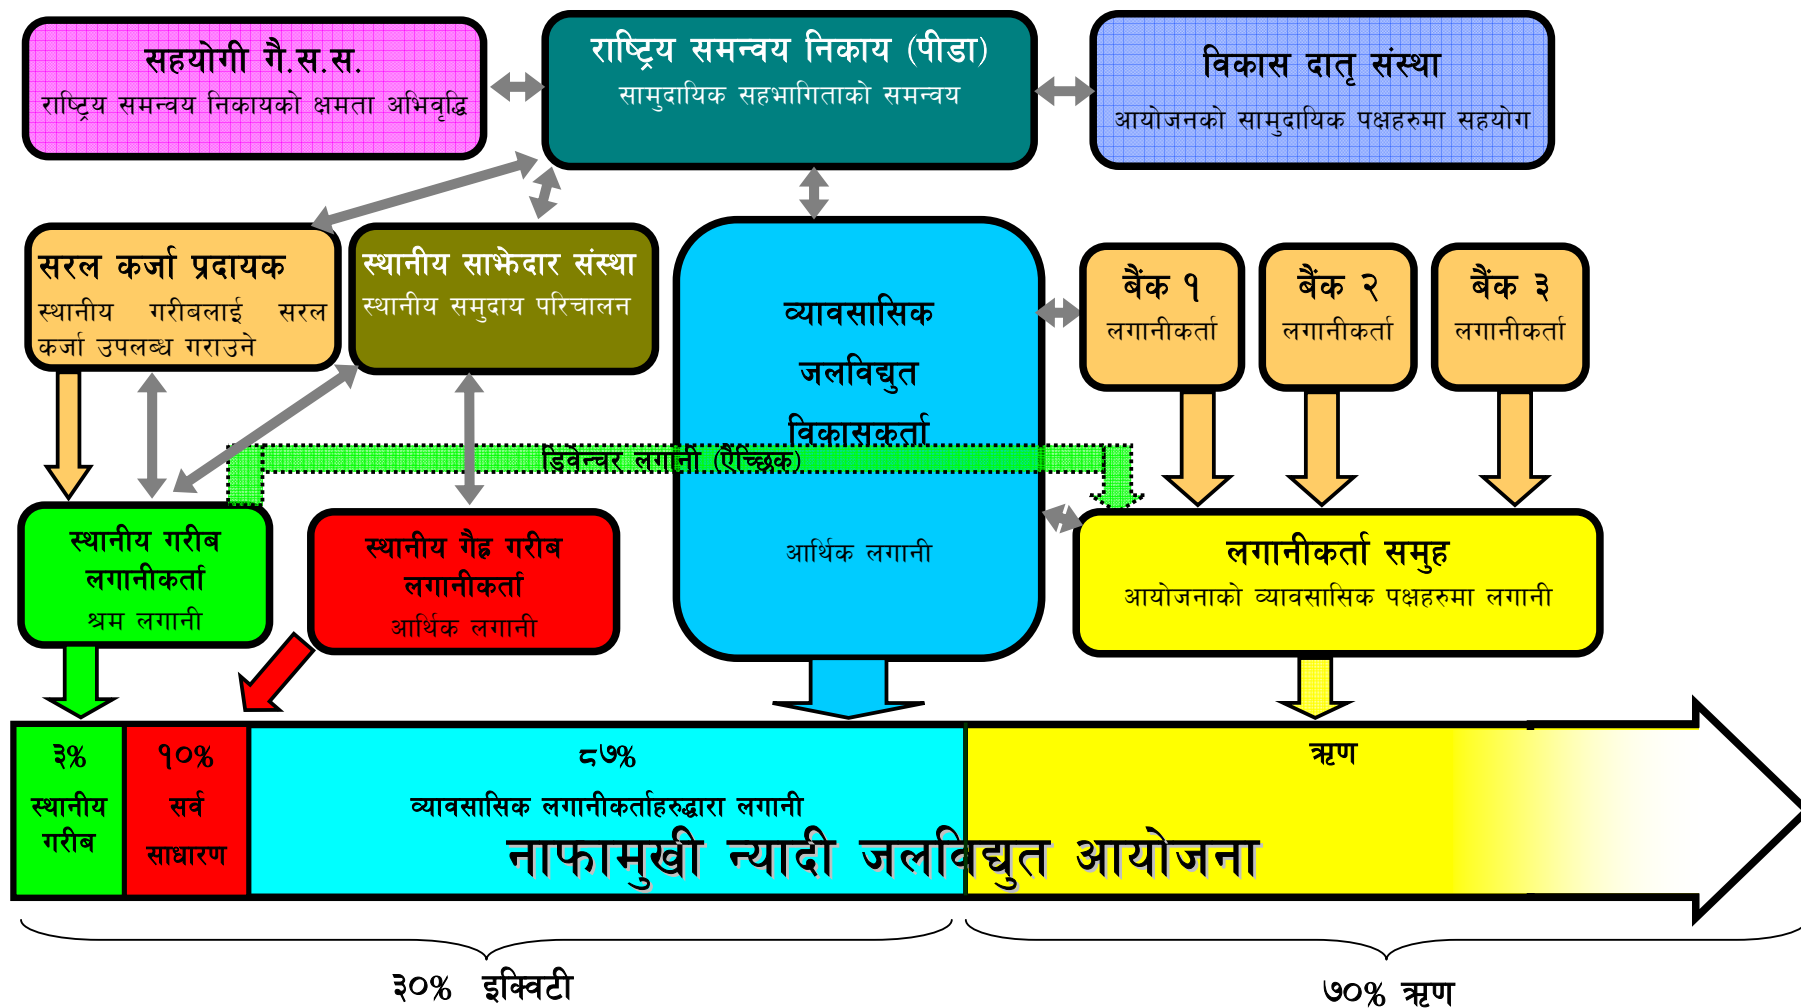 सहयोगी गै.स.स.
राष्ट्रिय समन्वय निकायको क्षमता अभिवृद्धि
राष्ट्रिय समन्वय निकाय (पीडा)
सामुदायिक सहभागिताको समन्वय
विकास दातृ संस्था
आयोजनको सामुदायिक पक्षहरुमा सहयोग
सरल कर्जा प्रदायक
स्थानीय गरीबलाई सरल
कर्जा उपलब्ध गराउने
स्थानीय साझेदार संस्था
स्थानीय समुदाय परिचालन
व्यावसासिक
जलविद्युत
विकासकर्ता
आर्थिक लगानी
बैंक १
लगानीकर्ता
बैंक २
लगानीकर्ता
बैंक ३
लगानीकर्ता
डिवेन्चर लगानी (ऐच्छिक)
स्थानीय गरीब
लगानीकर्ता
श्रम लगानी
स्थानीय गैह्र गरीब
लगानीकर्ता
आर्थिक लगानी
लगानीकर्ता समुह
आयोजनाको व्यावसासिक पक्षहरुमा लगानी
३%
स्थानीय
गरीब
१०%
सर्व
साधारण
८७%
व्यावसासिक लगानीकर्ताहरुद्धारा लगानी
ऋण
नाफामुखी न्यादी जलविद्युत आयोजना
३०% इक्विटी
७०% ऋण